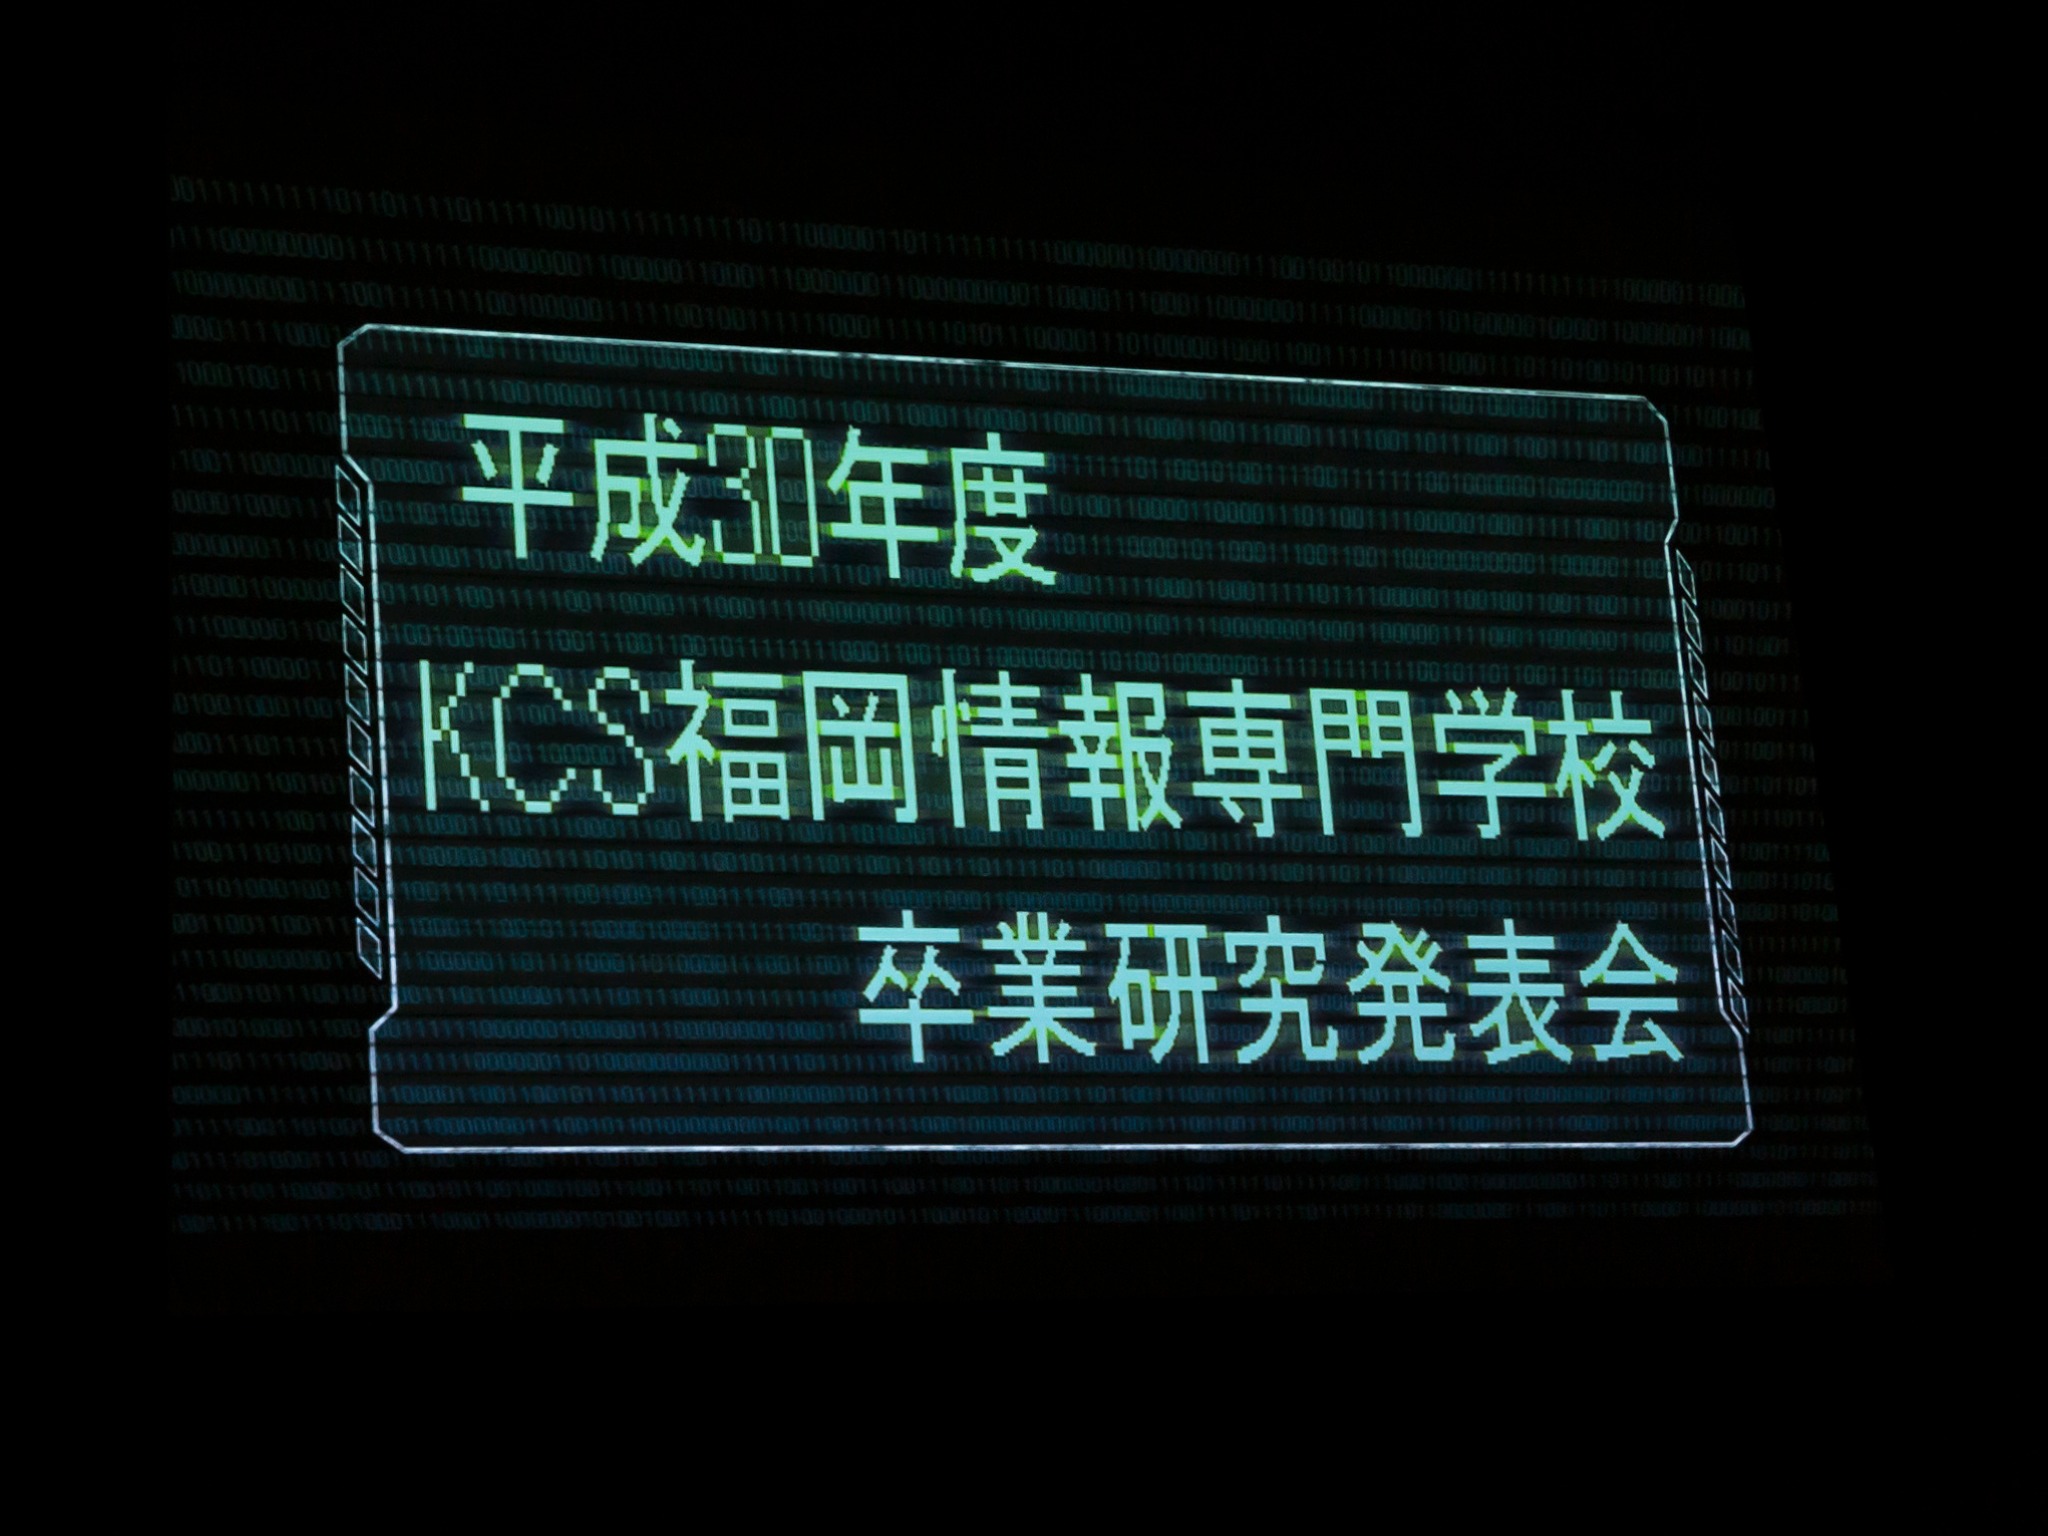 平成30年度
KCS福岡情報専門学校
卒業研究発表会